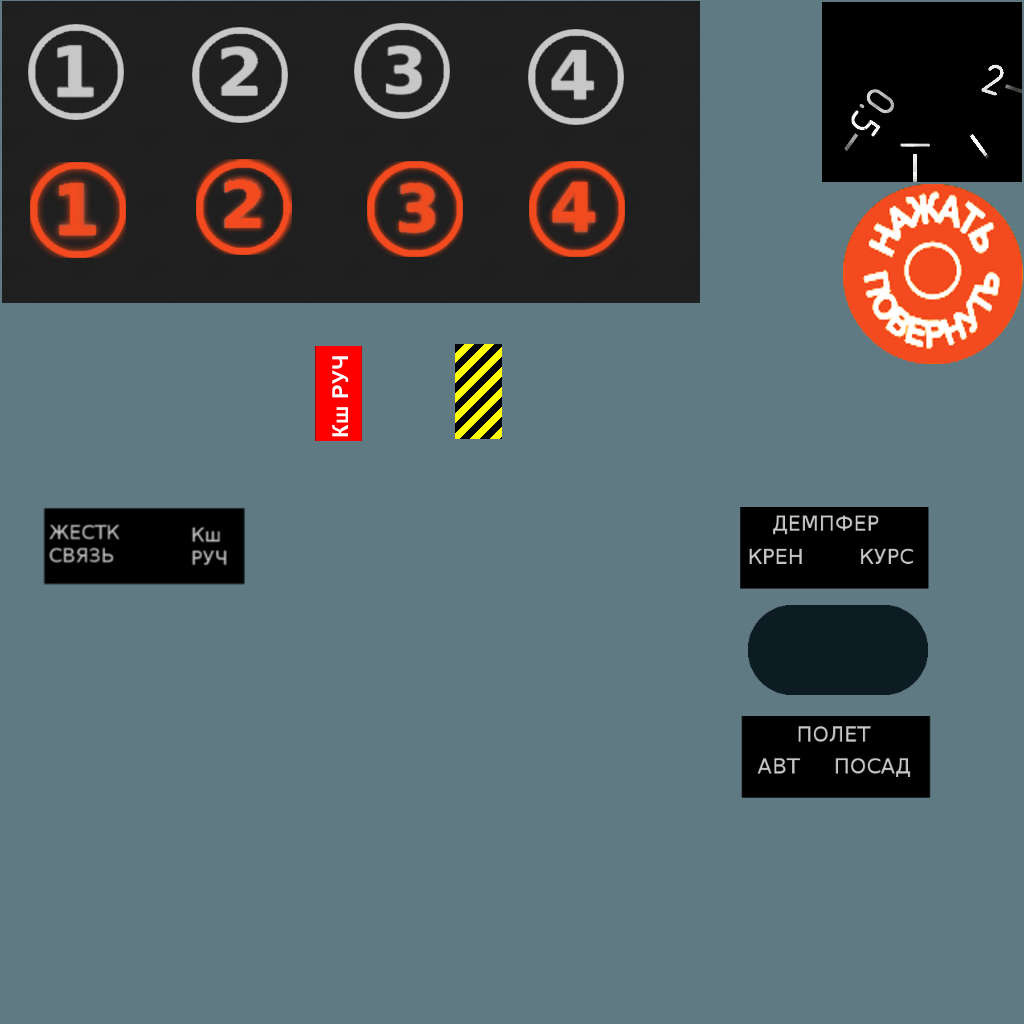 1 2 3 4
1 2 3 4
0.5
2
НАЖАТЬ
ПОВЕРНУТЬ
Кш РУЧ
ЖЕСТК
СВЯЗЬ
Кш
РУЧ
ДЕМПФЕР
КРЕН КУРС
ПОЛЕТ
АВТ ПОСАД